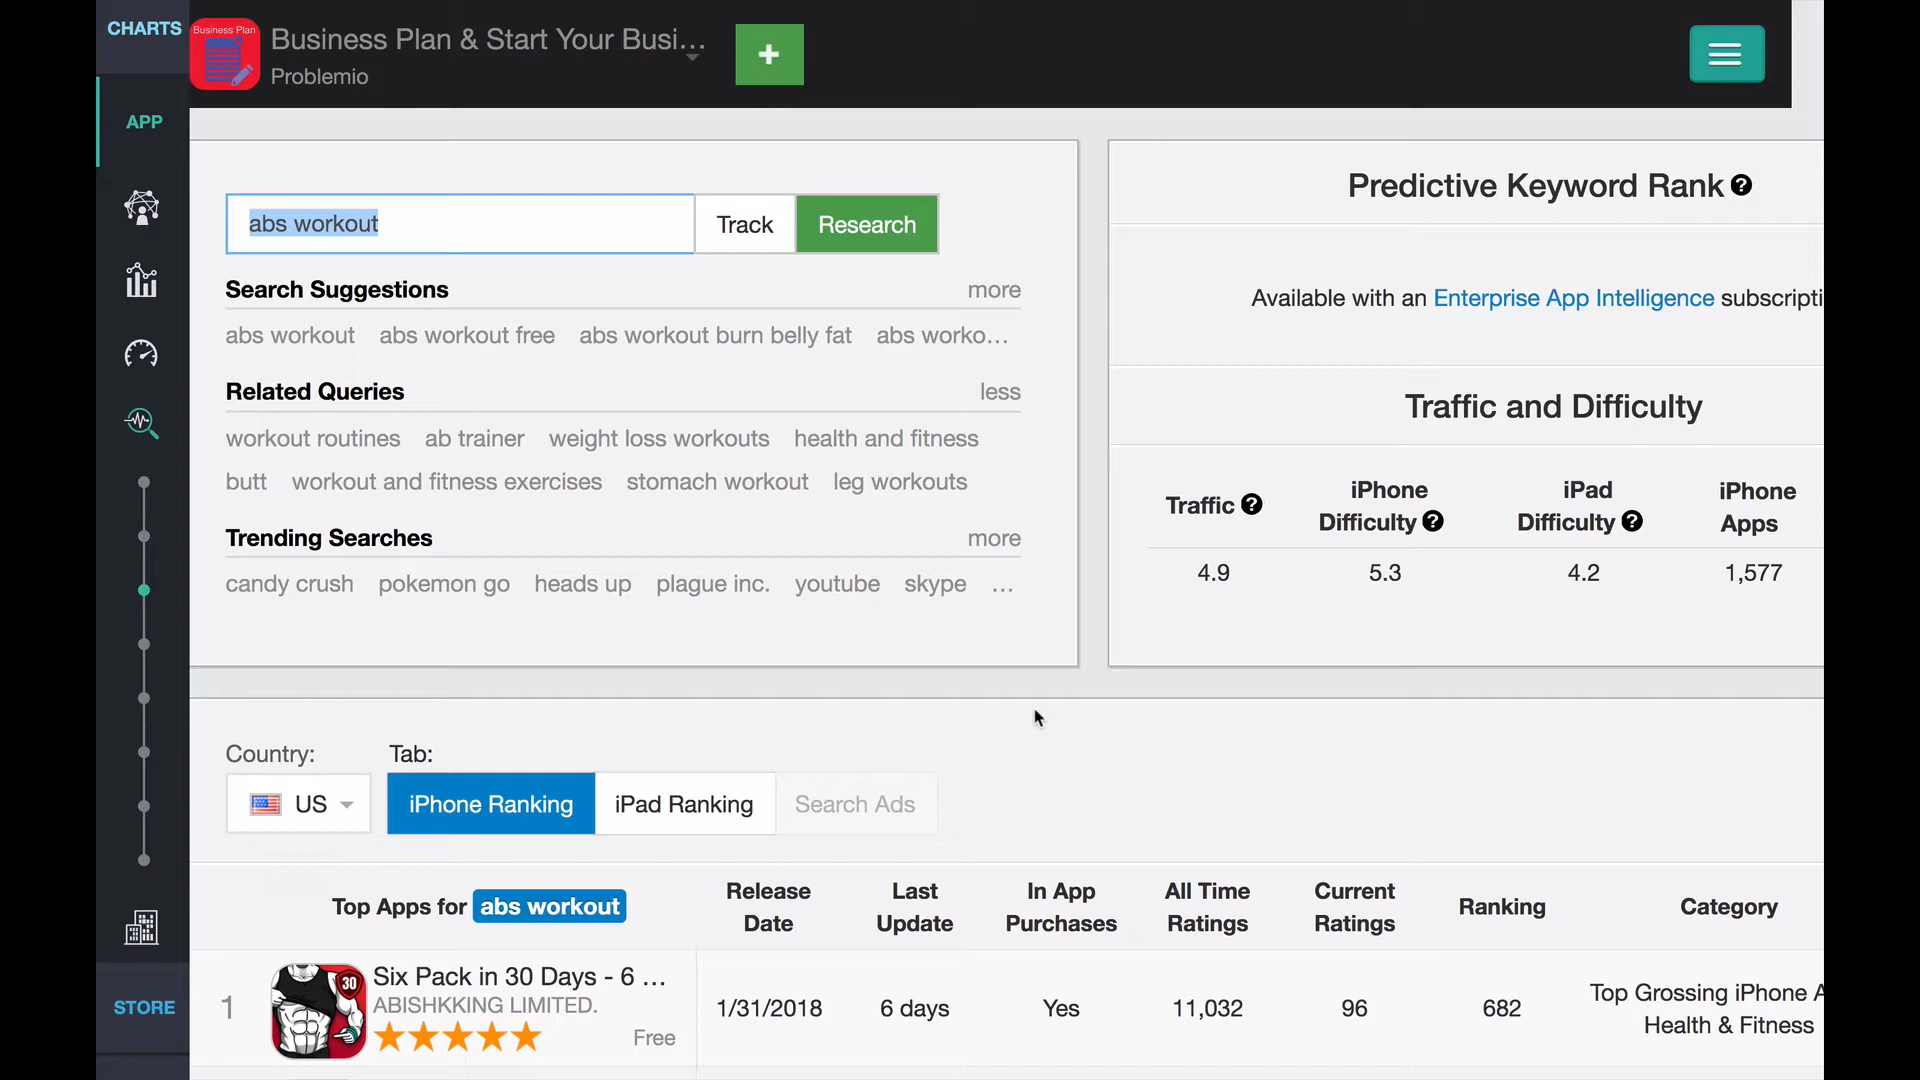 CHARTS
Business Plan
Business Plan & Start Your Busi...
Problemio
+
APP
abs workout
Track
Research
Search Suggestions
more
abs workout abs workout free abs workout burn belly fat abs worko...
Related Queries
less
workout routines ab trainer weight loss workouts health and fitness
butt workout and fitness exercises stomach workout leg workouts
Trending Searches
more
candy crush pokemon go heads up plague inc. youtube skype ...
Predictive Keyword Rank ?
Available with an Enterprise App Intelligence subscripti
Traffic and Difficulty
Traffic ?
iPhone
Difficulty ?
iPad
Difficulty ?
iPhone
Apps
4.9 5.3 4.2 1,577
Country:
Tab:
US
iPhone Ranking
iPad Ranking
Search Ads
Top Apps for abs workout
Release
Date
Last
Update
In App
Purchases
All Time
Ratings
Current
Ratings
Ranking
Category
1
30
Six Pack in 30 Days - 6 ...
ABISHKKING LIMITED.
Free
1/31/2018
6 days
Yes
11,032
96
682
Top Grossing iPhone A
Health & Fitness
STORE